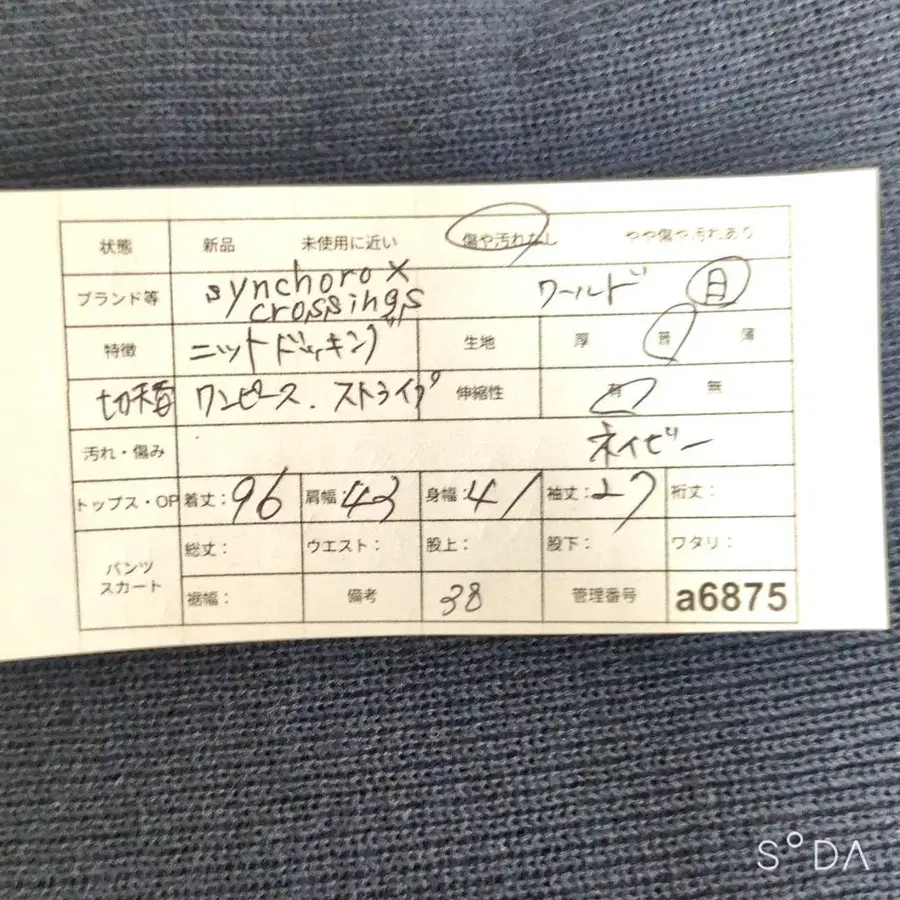 状態 新品 未使用に近い 傷や汚れなし やや傷や汚れあり
ブランド等 synchoro x crossings ワールド 日
特徴 ニットドッキング 生地 厚 普 薄
切替 ワンピース.ストライプ 伸縮性 有 無
汚れ・傷み ネイビー
トップス・OP 着丈:96 肩幅:43 身幅:41 袖丈:27 裄丈:
パンツ スカート 総丈: ウエスト: 股上: 股下: ワタリ:
裾幅: 備考 38 管理番号 a6875
SODA